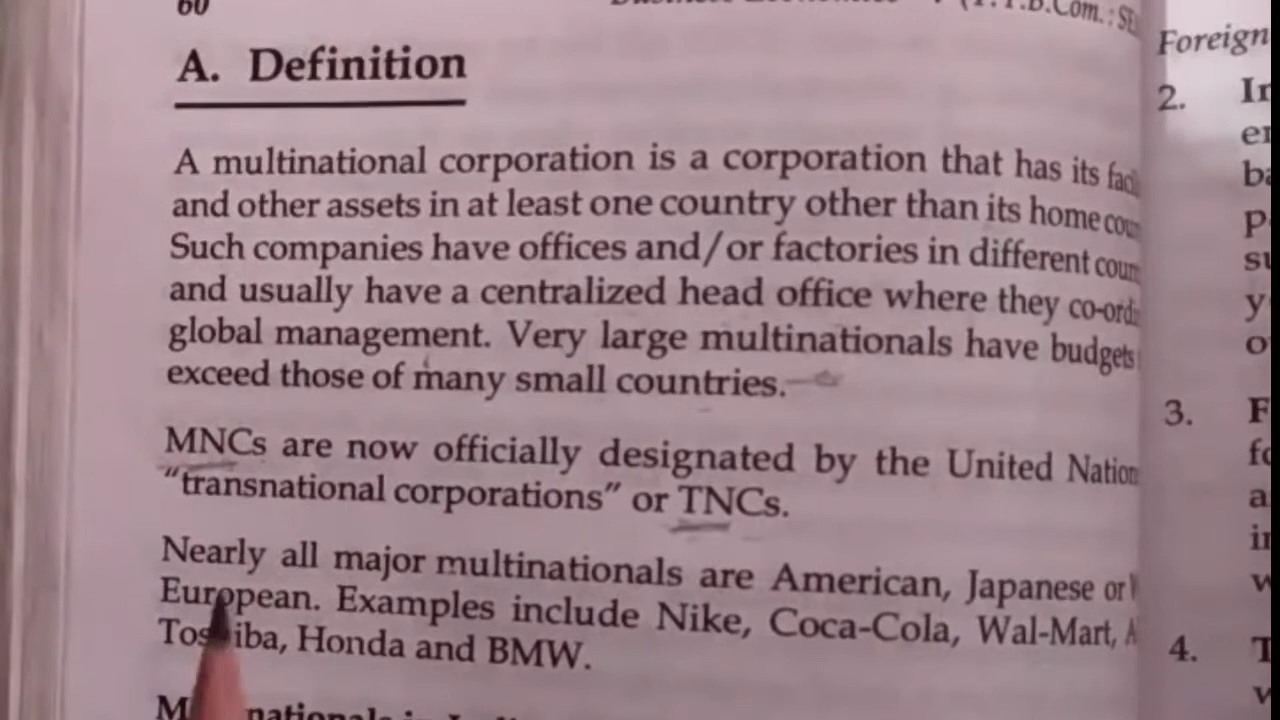 60
A. Definition
A multinational corporation is a corporation that has its
and other assets in at least one country other than its home
Such companies have offices and/or factories in different
and usually have a centralized head office where they
global management. Very large multinationals have budgets
exceed those of many small countries.
MNCs are now officially designated by the United
"transnational corporations" or TNCs.
Nearly all major multinationals are American, Japanese or
European. Examples include Nike, Coca-Cola, Wal-Mart,
Toshiba, Honda and BMW.
Foreign
2.
3.
4.